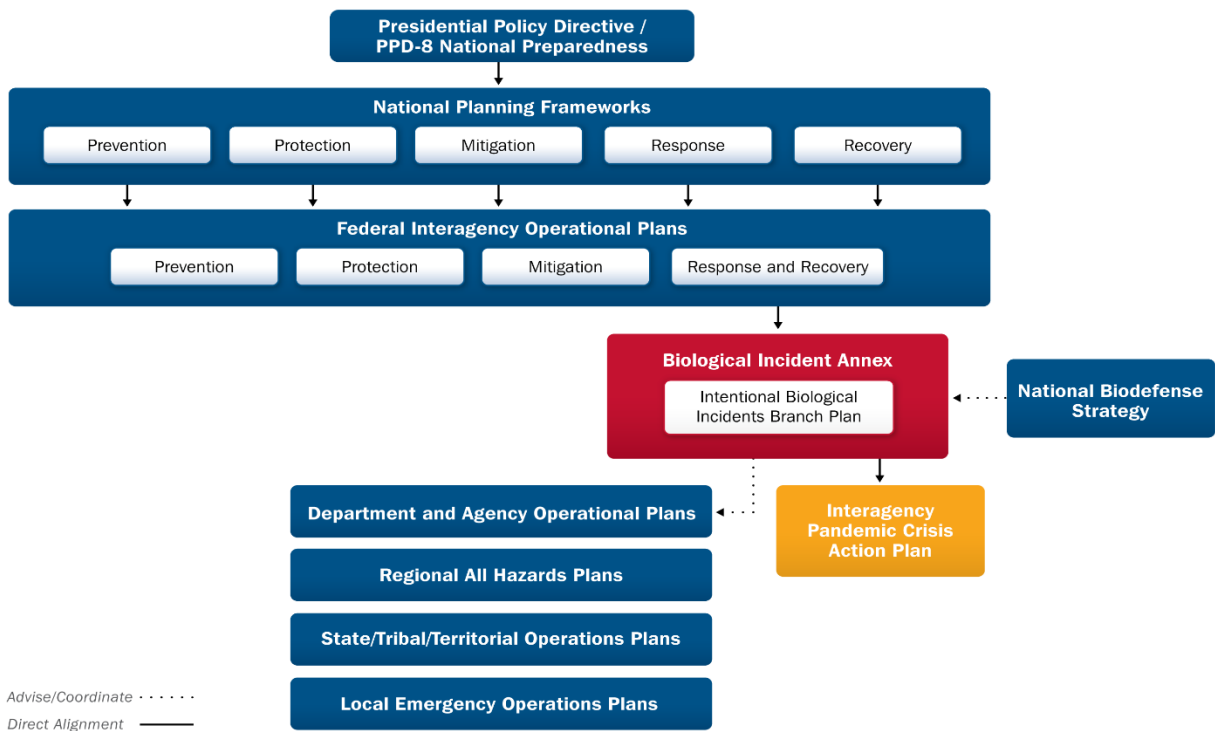 Presidential Policy Directive /
PPD-8 National Preparedness
National Planning Frameworks
Prevention
Protection
Mitigation
Response
Recovery
Federal Interagency Operational Plans
Prevention
Protection
Mitigation
Response and Recovery
Biological Incident Annex
Intentional Biological
Incidents Branch Plan
National Biodefense
Strategy
Department and Agency Operational Plans
Interagency
Pandemic Crisis
Action Plan
Regional All Hazards Plans
State/Tribal/Territorial Operations Plans
Local Emergency Operations Plans
Advise/Coordinate
Direct Alignment